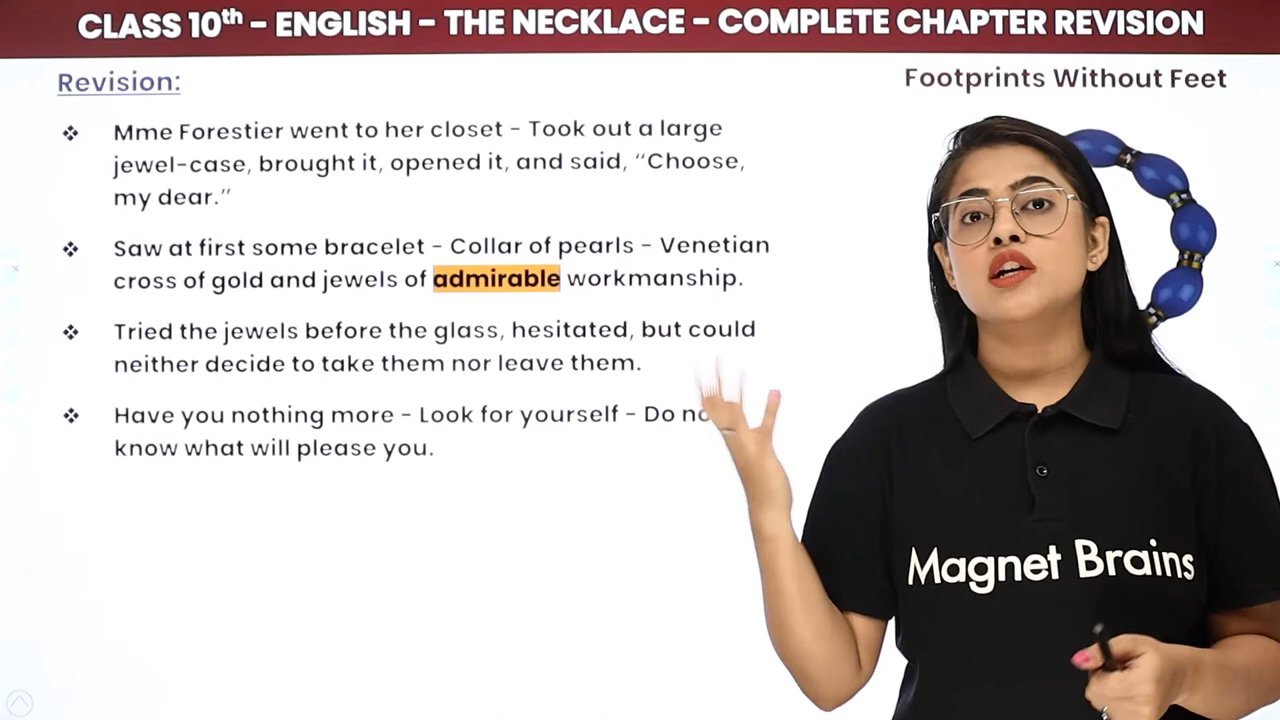 CLASS 10th – ENGLISH – THE NECKLACE – COMPLETE CHAPTER REVISION
Revision:
Footprints Without Feet
❖ Mme Forestier went to her closet – Took out a large
jewel-case, brought it, opened it, and said, “Choose,
my dear.”
❖ Saw at first some bracelet – Collar of pearls – Venetian
cross of gold and jewels of admirable workmanship.
❖ Tried the jewels before the glass, hesitated, but could
neither decide to take them nor leave them.
❖ Have you nothing more – Look for yourself – Do
know what will please you.
Magnet Brains